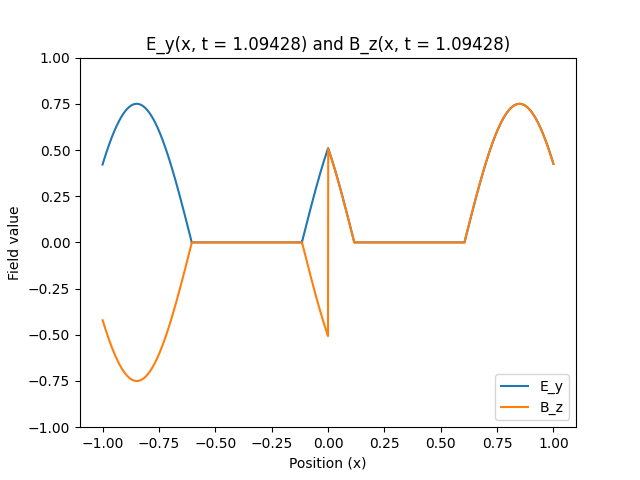 E_y(x, t = 1.09428) and B_z(x, t = 1.09428)
1.00
0.75
0.50
0.25
0.00
−0.25
−0.50
−0.75
−1.00
Field value
−1.00 −0.75 −0.50 −0.25 0.00 0.25 0.50 0.75 1.00
Position (x)
E_y
B_z